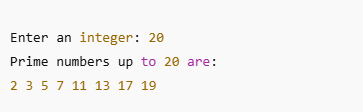 Enter an integer: 20
Prime numbers up to 20 are:
2 3 5 7 11 13 17 19